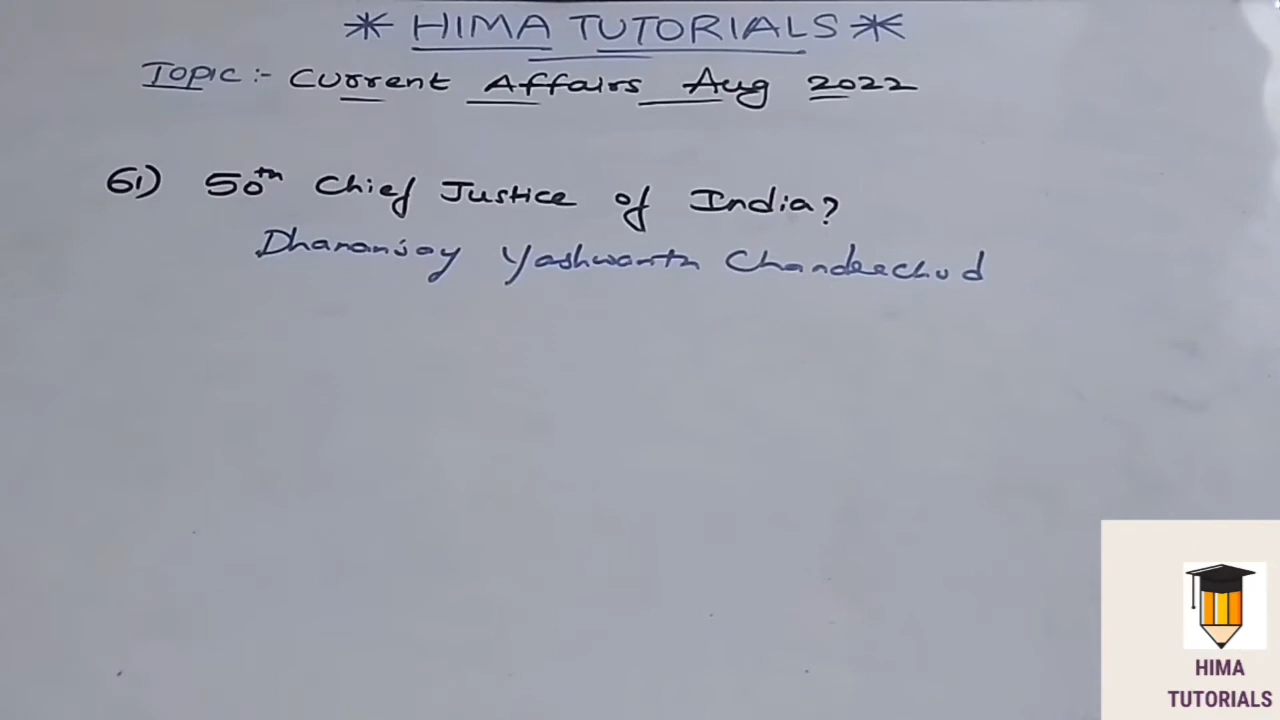 * HIMA TUTORIALS *
Topic:- Current Affairs Aug 2022
61) 50th Chief Justice of India?
Dhananjay Yashwanth Chandrachud
HIMA
TUTORIALS